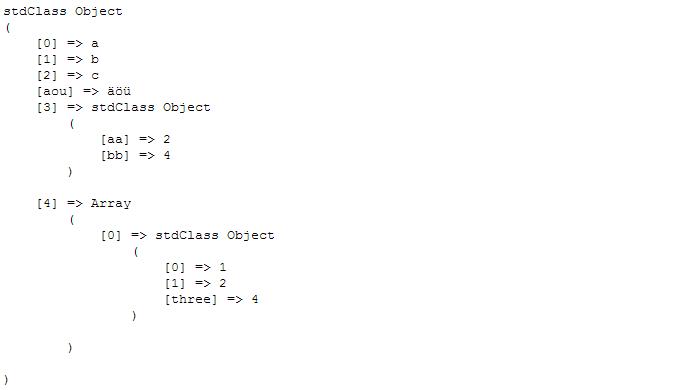 stdClass Object
(
    [0] => a
    [1] => b
    [2] => c
    [aou] => äöü
    [3] => stdClass Object
        (
            [aa] => 2
            [bb] => 4
        )

    [4] => Array
        (
            [0] => stdClass Object
                (
                    [0] => 1
                    [1] => 2
                    [three] => 4
                )

        )

)